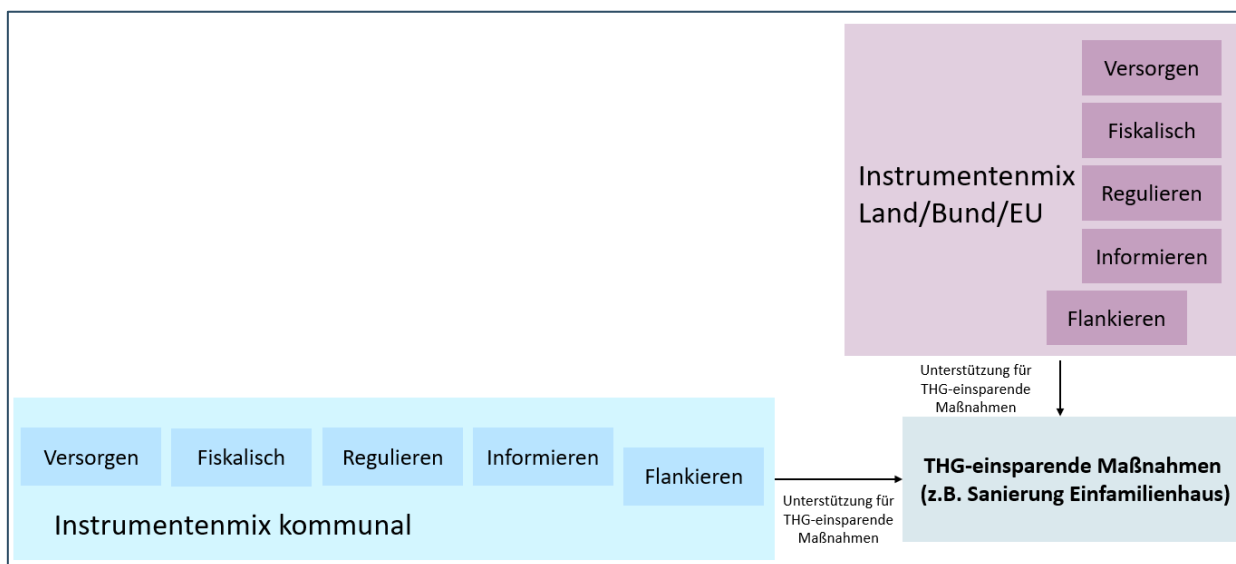 Versorgen
Fiskalisch
Instrumentenmix
Land/Bund/EU
Regulieren
Informieren
Flankieren
Unterstützung für
THG-einsparende
Maßnahmen
Versorgen
Fiskalisch
Regulieren
Informieren
Flankieren
Instrumentenmix kommunal
Unterstützung für
THG-einsparende
Maßnahmen
THG-einsparende Maßnahmen
(z.B. Sanierung Einfamilienhaus)